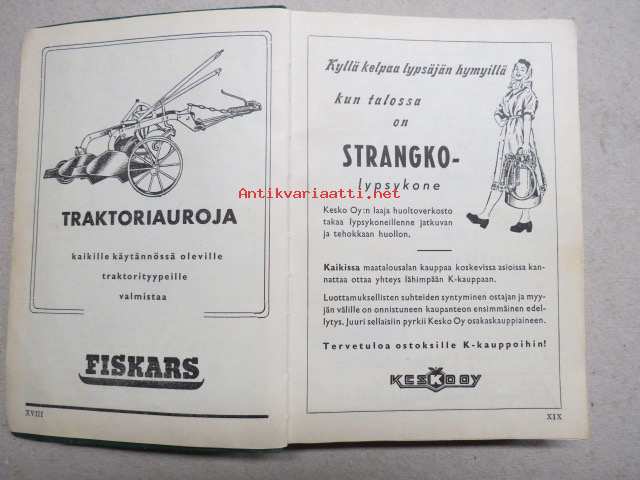 TRAKTORIAUROJA
kaikille käytännössä oleville
traktorityypeille
valmistaa
FISKARS
XVIII
Kyllä kelpaa lypsäjän hymyillä
kun talossa
on
STRANGKO-
lypsykone
Kesko Oy:n laaja huoltoverkosto
takaa lypsykoneillenne jatkuvan
ja tehokkaan huollon.
Kaikissa maatalousalan kauppaa koskevissa asioissa kan-
nattaa ottaa yhteys lähimpään K-kauppaan.
Luottamuksellisten suhteiden syntyminen ostajan ja myy-
jän välille on onnistuneen kaupanteon ensimmäinen edel-
lytys. Juuri sellaisiin pyrkii Kesko Oy osakaskauppiaineen.
Tervetuloa ostoksille K-kauppoihin!
KESKO OY
XIX
Antikvariaatti.net